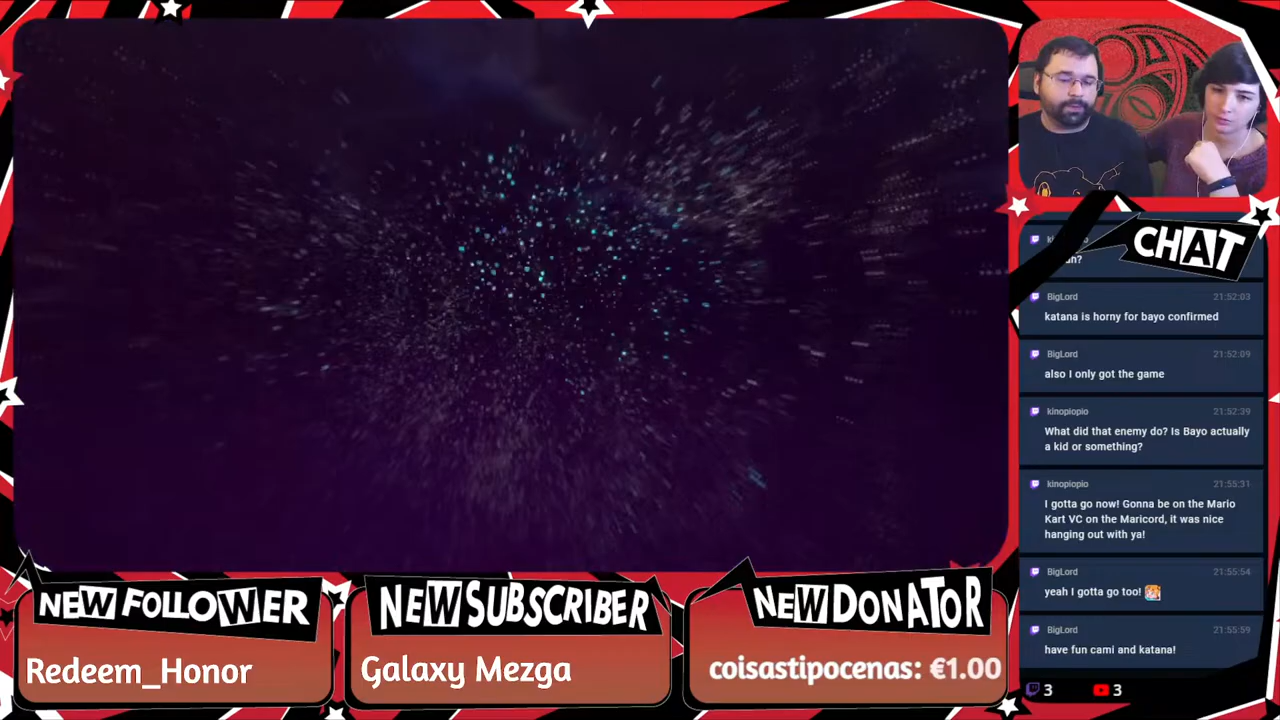 CHAT
an?
BigLord 21:52:03
katana is horny for bayo confirmed
BigLord 21:52:09
also I only got the game
kinopiopio 21:52:39
What did that enemy do? Is Bayo actually
a kid or something?
kinopiopio 21:55:31
I gotta go now! Gonna be on the Mario
Kart VC on the Maricord, it was nice
hanging out with ya!
BigLord 21:55:54
yeah I gotta go too!
BigLord 21:55:59
have fun cami and katana!
3 3
NEW FOLLOWER
Redeem_Honor
NEW SUBSCRIBER
Galaxy Mezga
NEW DONATOR
coisastipocenas: €1.00